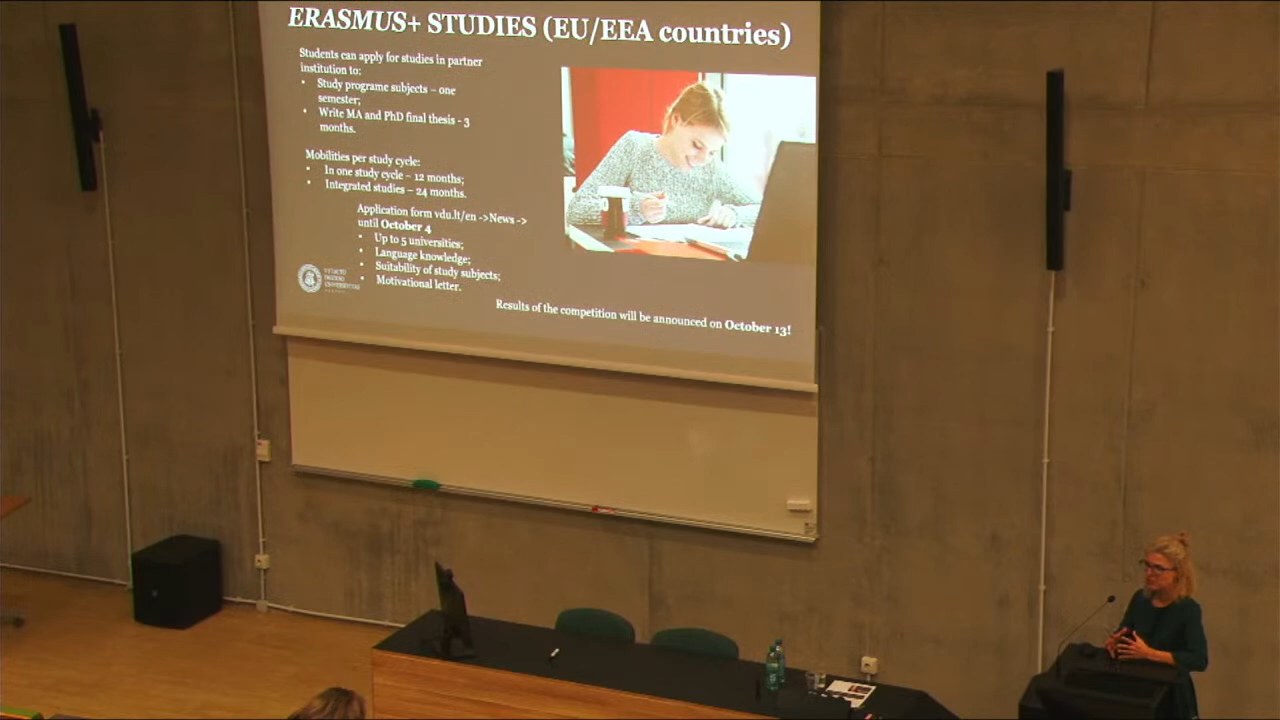 ERASMUS+ STUDIES (EU/EEA countries)
Students can apply for studies in partner
institution to:
• Study programe subjects – one
semester;
• Write MA and PhD final thesis - 3
months.
Mobilities per study cycle:
• In one study cycle – 12 months;
• Integrated studies – 24 months.
Application form vdu.lt/en ->News ->
until October 4
• Up to 5 universities;
• Language knowledge;
• Suitability of study subjects;
• Motivational letter.
VYTAUTO
MAGNUS
UNIVERSITETAS
Results of the competition will be announced on October 13!